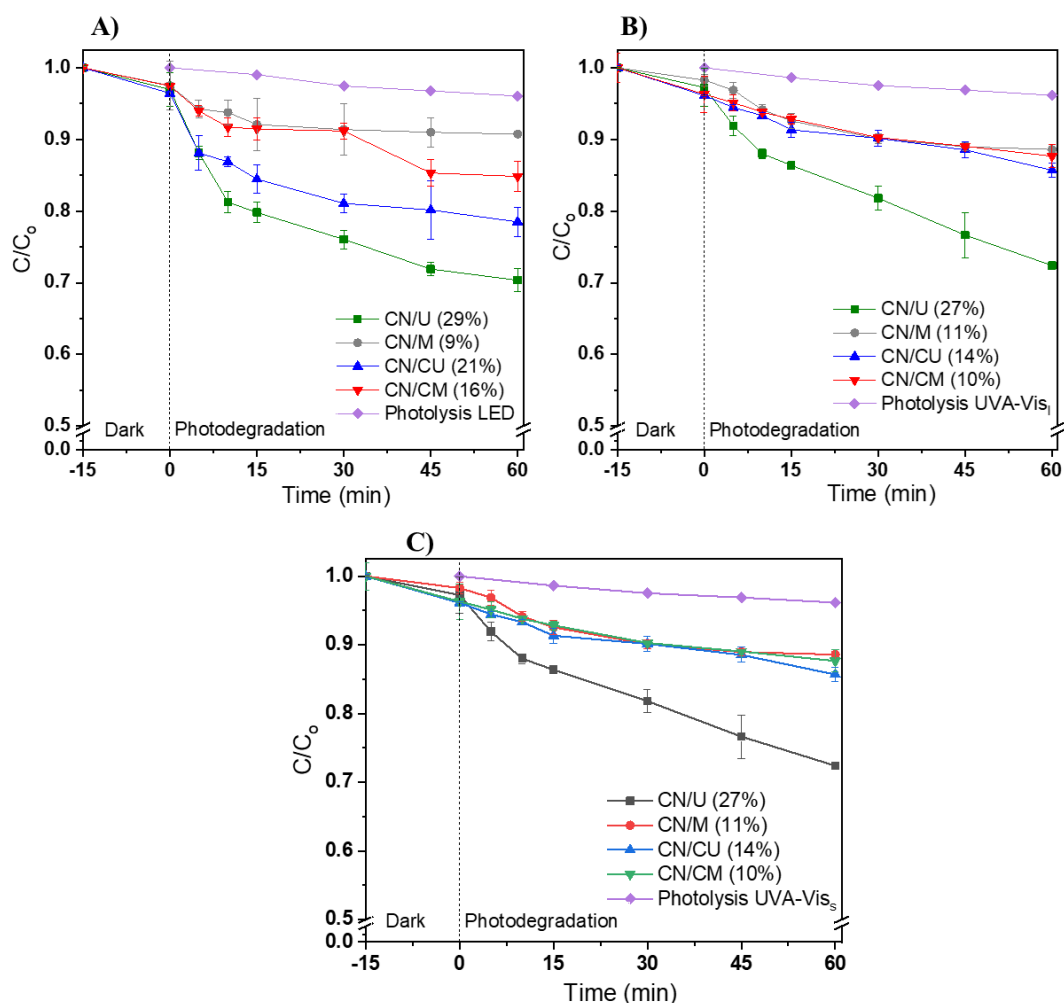 A)
1.0
0.9
0.8
0.7
0.6
0.5
0.0
C/Co
CN/U (29%)
CN/M (9%)
CN/CU (21%)
CN/CM (16%)
Photolysis LED
Dark
Photodegradation
-15 0 15 30 45 60
Time (min)
B)
1.0
0.9
0.8
0.7
0.6
0.5
0.0
C/Co
CN/U (27%)
CN/M (11%)
CN/CU (14%)
CN/CM (10%)
Photolysis UVA-Visl
Dark
Photodegradation
-15 0 15 30 45 60
Time (min)
C)
1.0
0.9
0.8
0.7
0.6
0.5
0.0
C/Co
CN/U (27%)
CN/M (11%)
CN/CU (14%)
CN/CM (10%)
Photolysis UVA-Viss
Dark
Photodegradation
-15 0 15 30 45 60
Time (min)